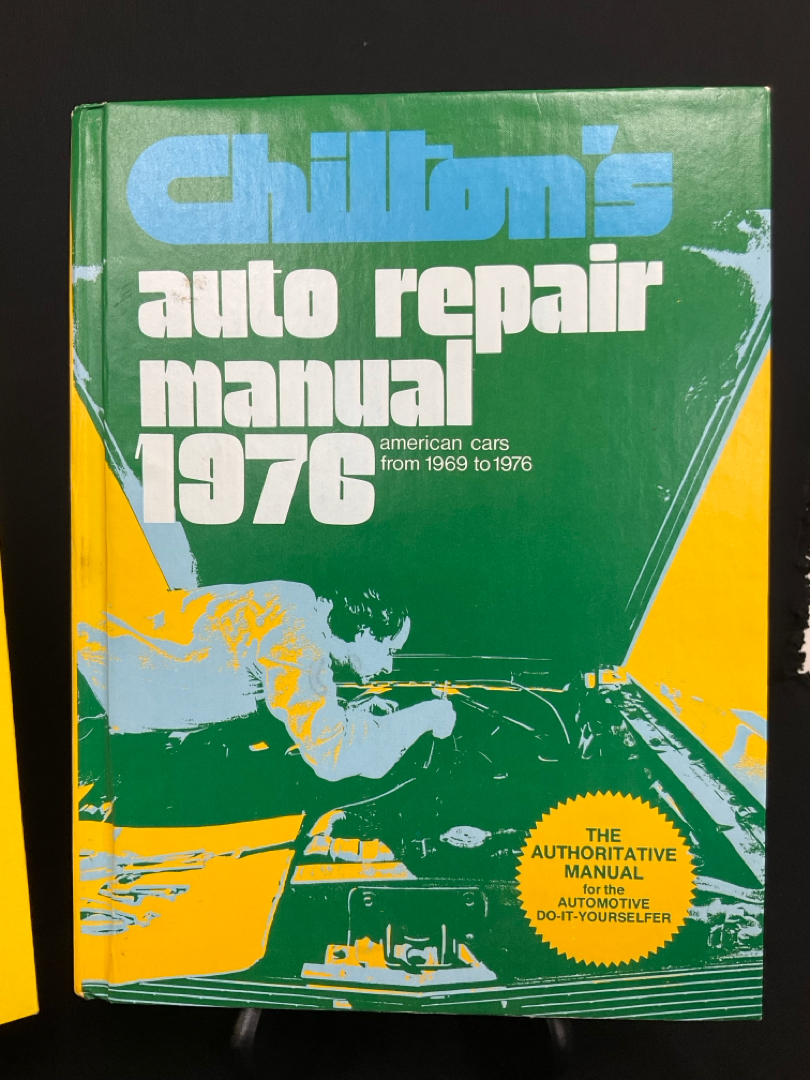 Chilton's
auto repair
manual
1976
american cars
from 1969 to 1976
THE
AUTHORITATIVE
MANUAL
for the
AUTOMOTIVE
DO-IT-YOURSELFER